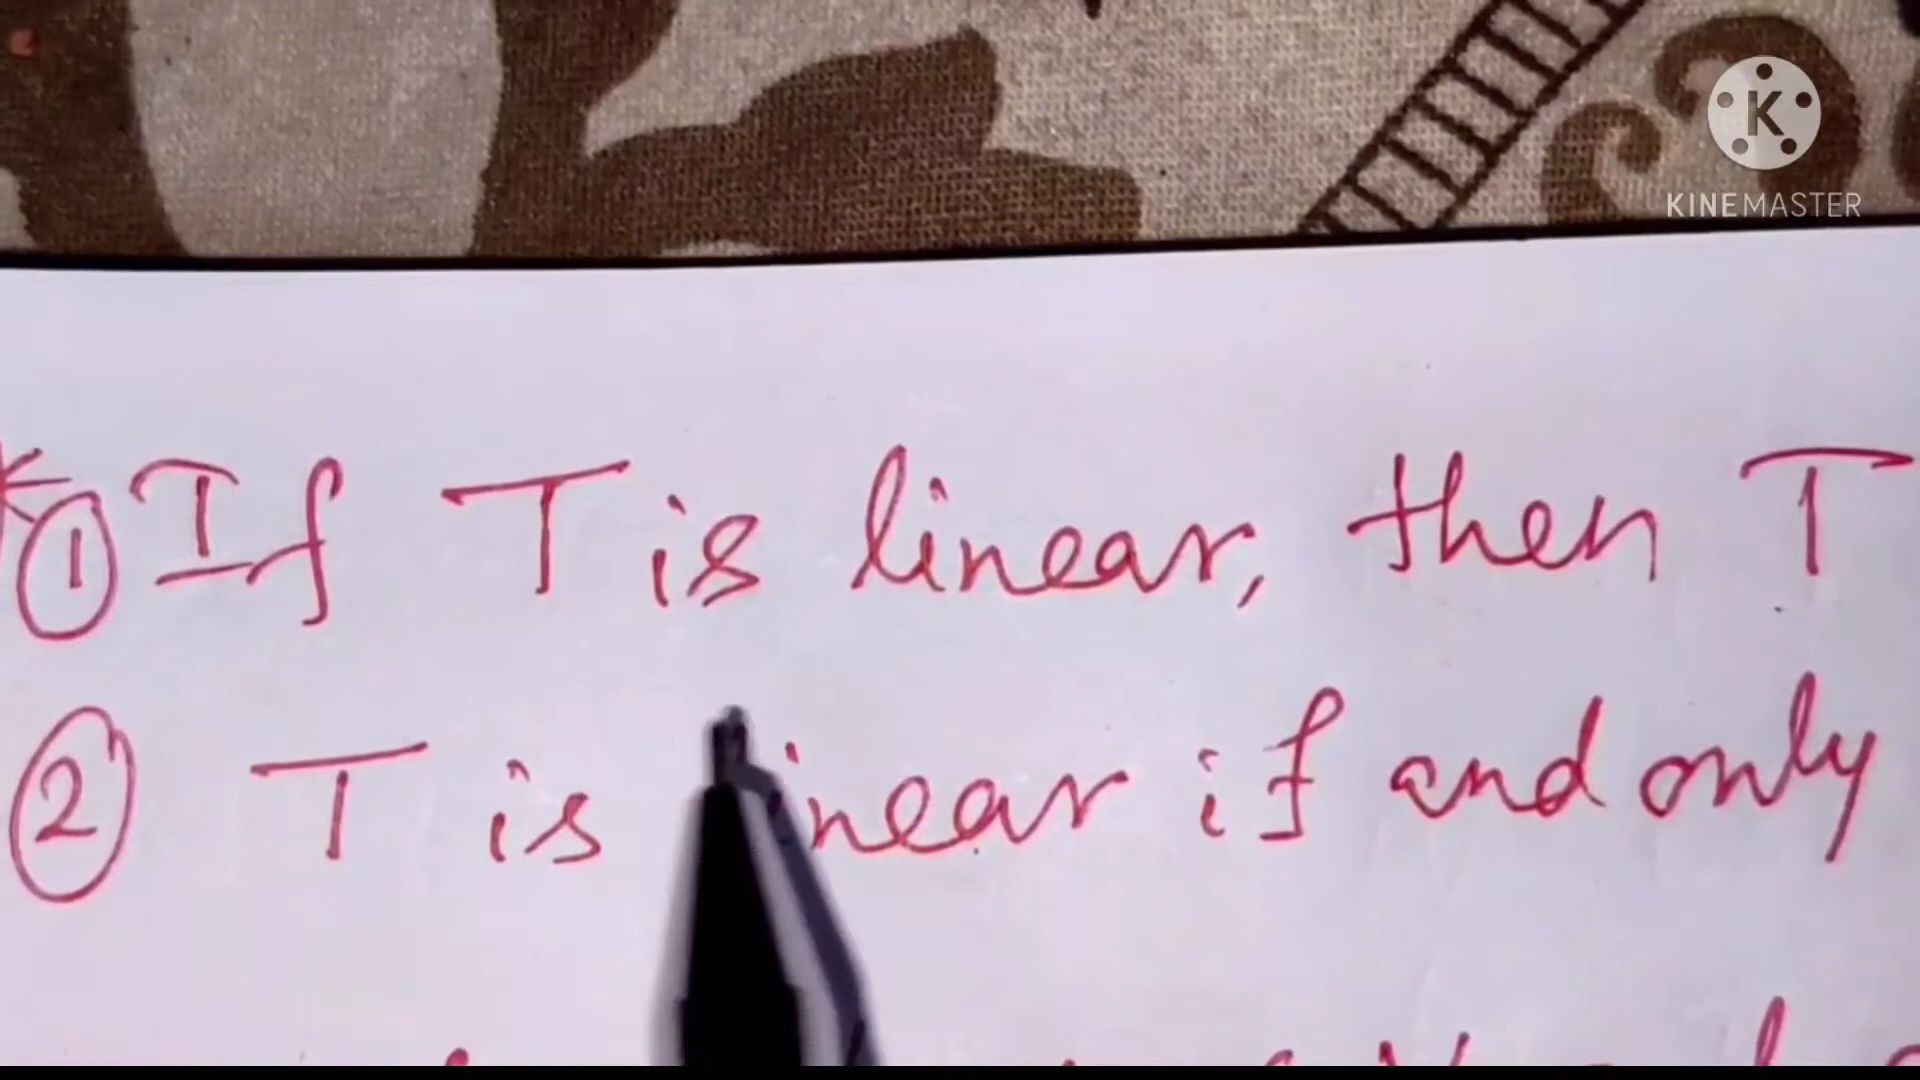 KINEMASTER
① If T is linear, then T
② T is linear if and only